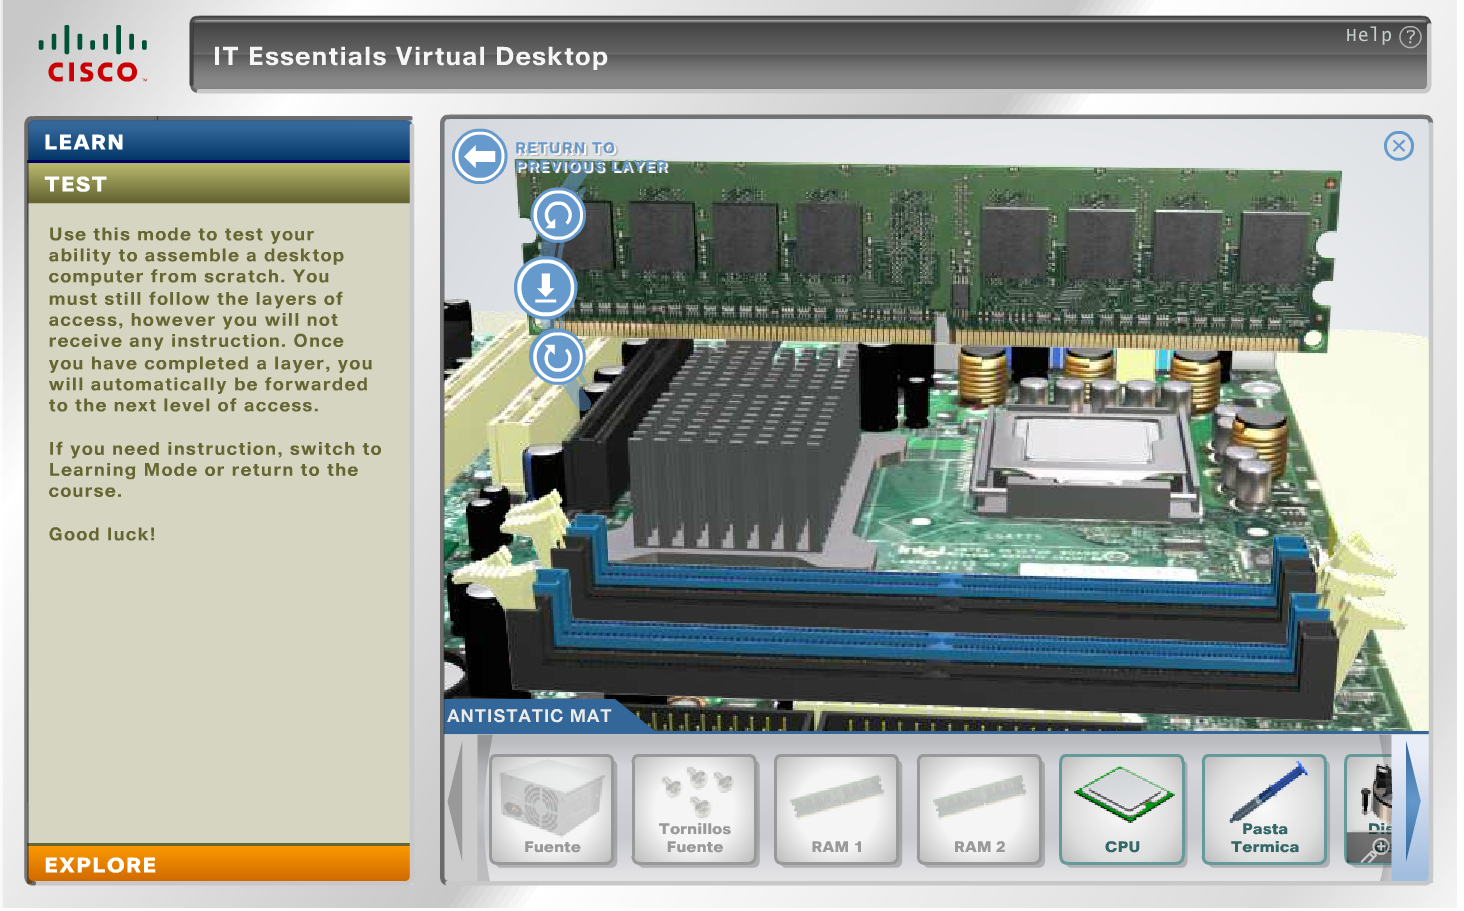 CISCO
IT Essentials Virtual Desktop
Help ?
LEARN
TEST
Use this mode to test your
ability to assemble a desktop
computer from scratch. You
must still follow the layers of
access, however you will not
receive any instruction. Once
you have completed a layer, you
will automatically be forwarded
to the next level of access.
If you need instruction, switch to
Learning Mode or return to the
course.
Good luck!
EXPLORE
RETURN TO
PREVIOUS LAYER
intel
ANTISTATIC MAT
Fuente
Tornillos
Fuente
RAM 1
RAM 2
CPU
Pasta
Termica